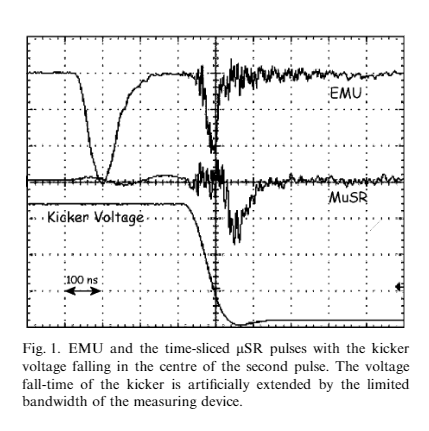 EMU
MuSR
Kicker Voltage
100 ns
Fig. 1. EMU and the time-sliced μSR pulses with the kicker
voltage falling in the centre of the second pulse. The voltage
fall-time of the kicker is artificially extended by the limited
bandwidth of the measuring device.